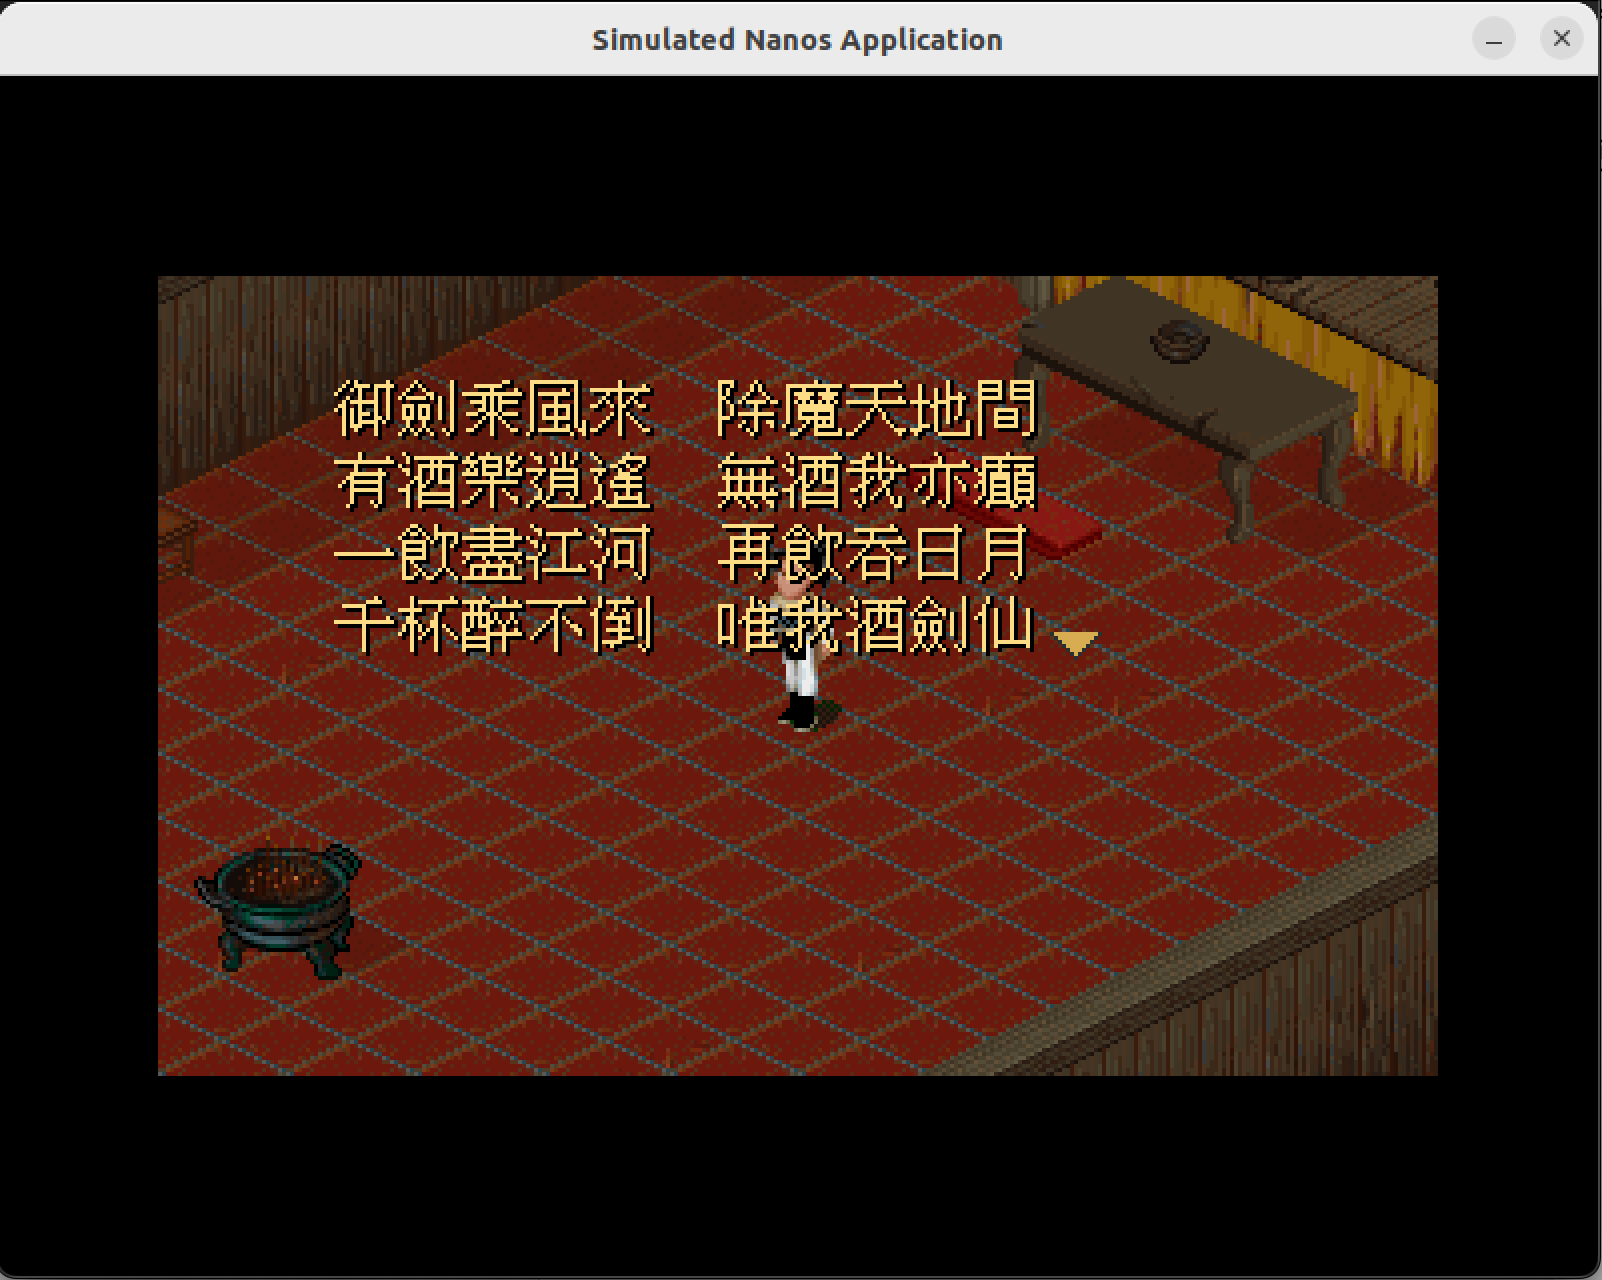 Simulated Nanos Application
御劍乘風來　除魔天地間
有酒樂逍遙　無酒我亦癲
一飲盡江河　再飲吞日月
千杯醉不倒　唯我酒劍仙